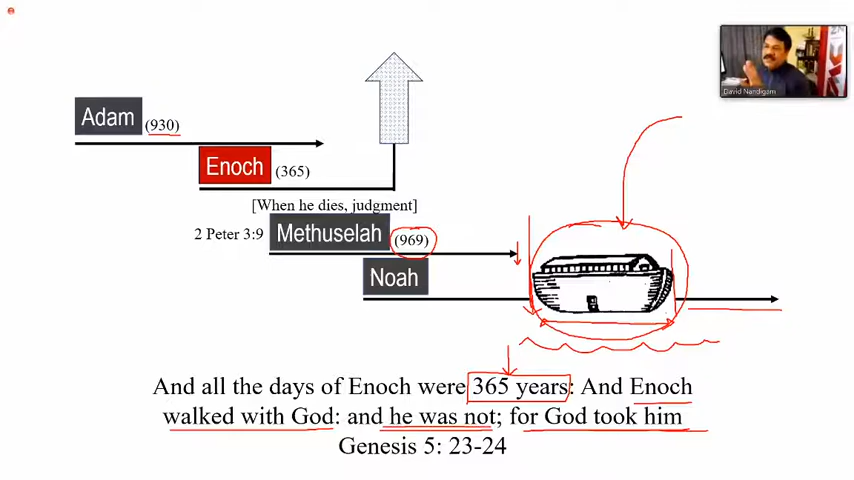 David Nandigam
Adam (930)
Enoch (365)
[When he dies, judgment]
2 Peter 3:9 Methuselah (969)
Noah
And all the days of Enoch were 365 years: And Enoch
walked with God: and he was not; for God took him
Genesis 5: 23-24